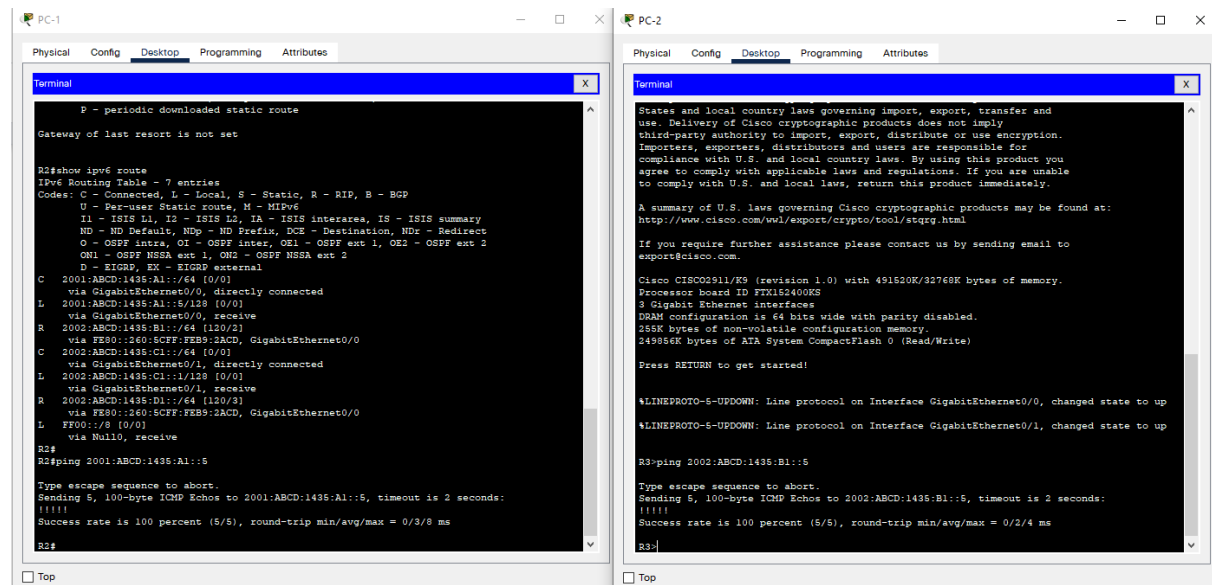 PC-1
Physical Config Desktop Programming Attributes
Terminal
X
P - periodic downloaded static route
Gateway of last resort is not set
R2#show ipv6 route
IPv6 Routing Table - 7 entries
Codes: C - Connected, L - Local, S - Static, R - RIP, B - BGP
U - Per-user Static route, M - MIPv6
I1 - ISIS L1, I2 - ISIS L2, IA - ISIS interarea, IS - ISIS summary
ND - ND Default, NDp - ND Prefix, DCE - Destination, NDr - Redirect
O - OSPF intra, OI - OSPF inter, OE1 - OSPF ext 1, OE2 - OSPF ext 2
ON1 - OSPF NSSA ext 1, ON2 - OSPF NSSA ext 2
D - EIGRP, EX - EIGRP external
C 2001:ABCD:1435:A1::/64 [0/0]
via GigabitEthernet0/0, directly connected
L 2001:ABCD:1435:A1::5/128 [0/0]
via GigabitEthernet0/0, receive
R 2002:ABCD:1435:B1::/64 [120/2]
via FE80::260:5CFF:FEB9:2ACD, GigabitEthernet0/0
C 2002:ABCD:1435:C1::/64 [0/0]
via GigabitEthernet0/1, directly connected
L 2002:ABCD:1435:C1::1/128 [0/0]
via GigabitEthernet0/1, receive
R 2002:ABCD:1435:D1::/64 [120/3]
via FE80::260:5CFF:FEB9:2ACD, GigabitEthernet0/0
L FF00::/8 [0/0]
via Null0, receive
R2#
R2#ping 2001:ABCD:1435:A1::5
Type escape sequence to abort.
Sending 5, 100-byte ICMP Echos to 2001:ABCD:1435:A1::5, timeout is 2 seconds:
!!!!!
Success rate is 100 percent (5/5), round-trip min/avg/max = 0/3/8 ms
R2#
Top
PC-2
Physical Config Desktop Programming Attributes
Terminal
X
States and local country laws governing import, export, transfer and
use. Delivery of Cisco cryptographic products does not imply
third-party authority to import, export, distribute or use encryption.
Importers, exporters, distributors and users are responsible for
compliance with U.S. and local country laws. By using this product you
agree to comply with applicable laws and regulations. If you are unable
to comply with U.S. and local laws, return this product immediately.
A summary of U.S. laws governing Cisco cryptographic products may be found at:
http://www.cisco.com/wwl/export/crypto/tool/stqrg.html
If you require further assistance please contact us by sending email to
export@cisco.com.
Cisco CISCO2911/K9 (revision 1.0) with 491520K/32768K bytes of memory.
Processor board ID FTX152400KS
3 Gigabit Ethernet interfaces
DRAM configuration is 64 bits wide with parity disabled.
255K bytes of non-volatile configuration memory.
249856K bytes of ATA System CompactFlash 0 (Read/Write)
Press RETURN to get started!
%LINEPROTO-5-UPDOWN: Line protocol on Interface GigabitEthernet0/0, changed state to up
%LINEPROTO-5-UPDOWN: Line protocol on Interface GigabitEthernet0/1, changed state to up
R3>ping 2002:ABCD:1435:B1::5
Type escape sequence to abort.
Sending 5, 100-byte ICMP Echos to 2002:ABCD:1435:B1::5, timeout is 2 seconds:
!!!!!
Success rate is 100 percent (5/5), round-trip min/avg/max = 0/2/4 ms
R3>
Top